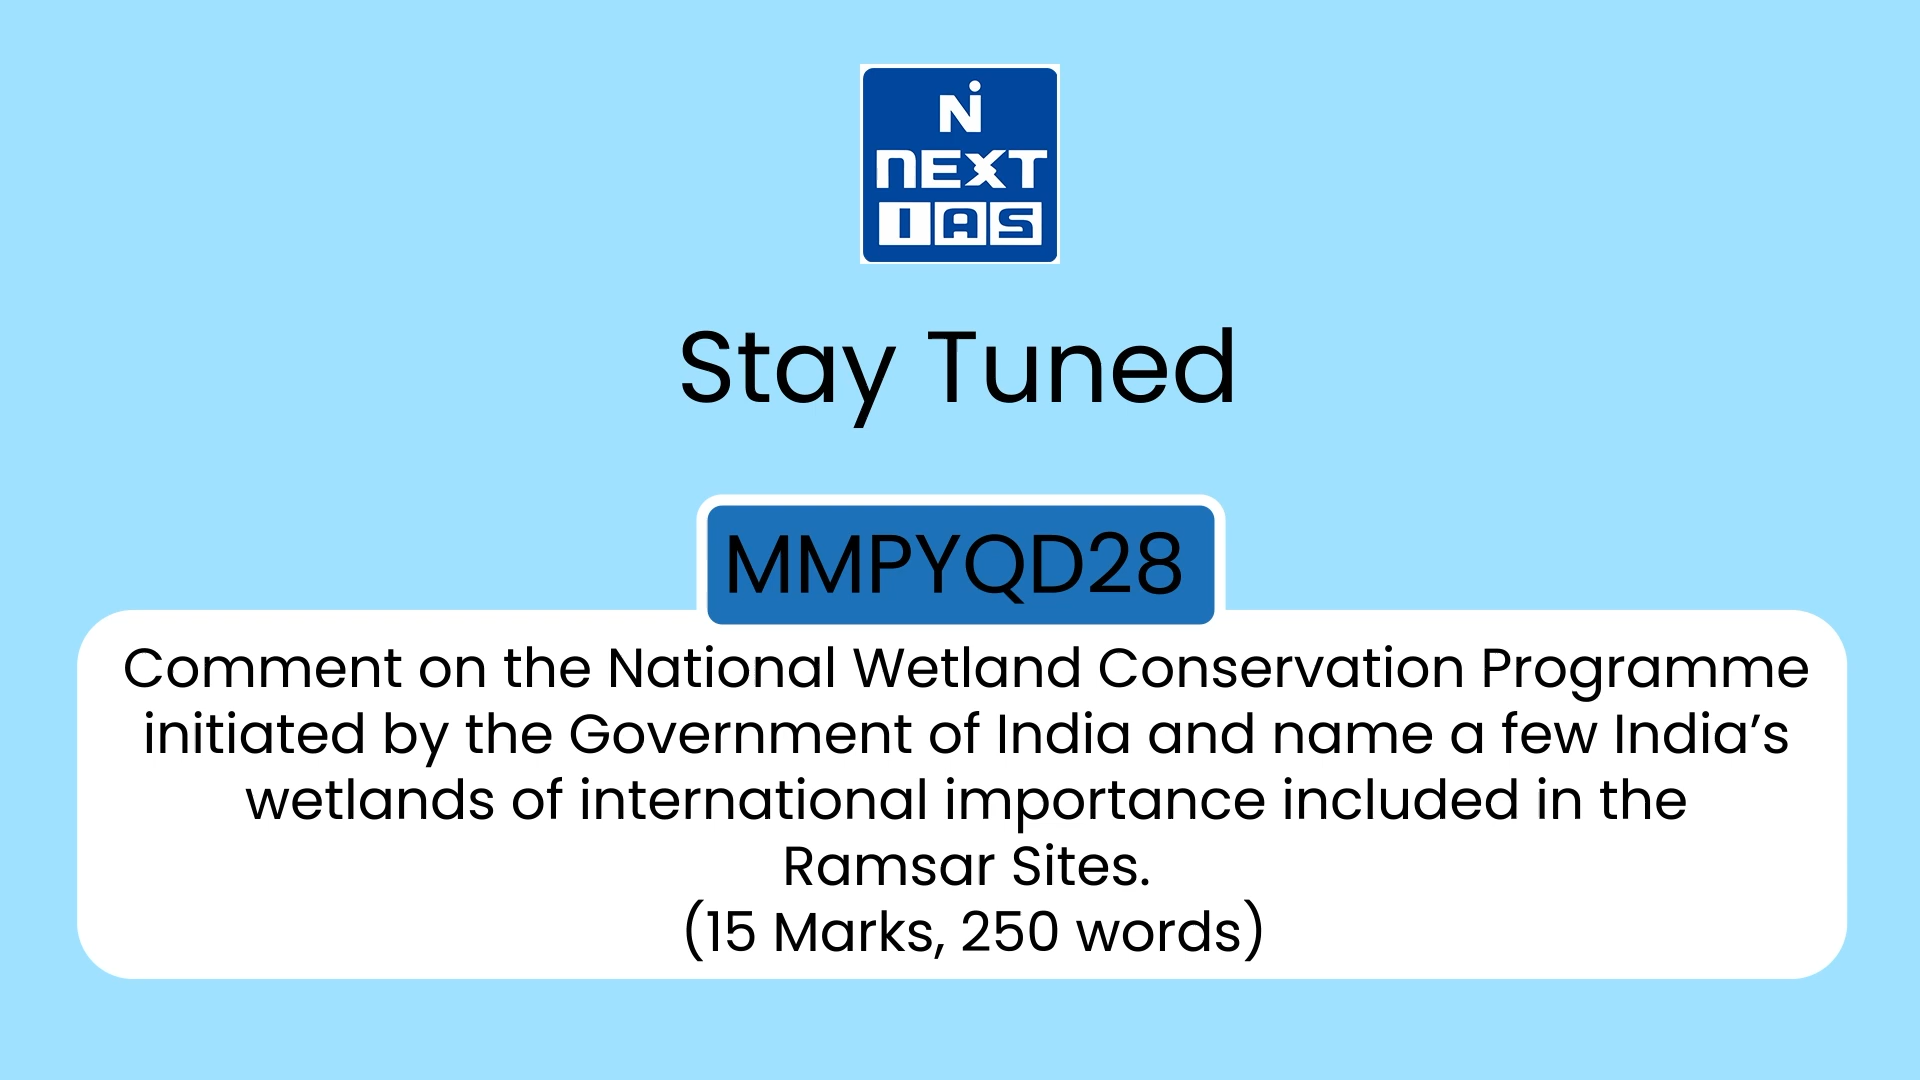 Ni
NEXT
IAS
Stay Tuned
MMPYQD28
Comment on the National Wetland Conservation Programme
initiated by the Government of India and name a few India’s
wetlands of international importance included in the
Ramsar Sites.
(15 Marks, 250 words)